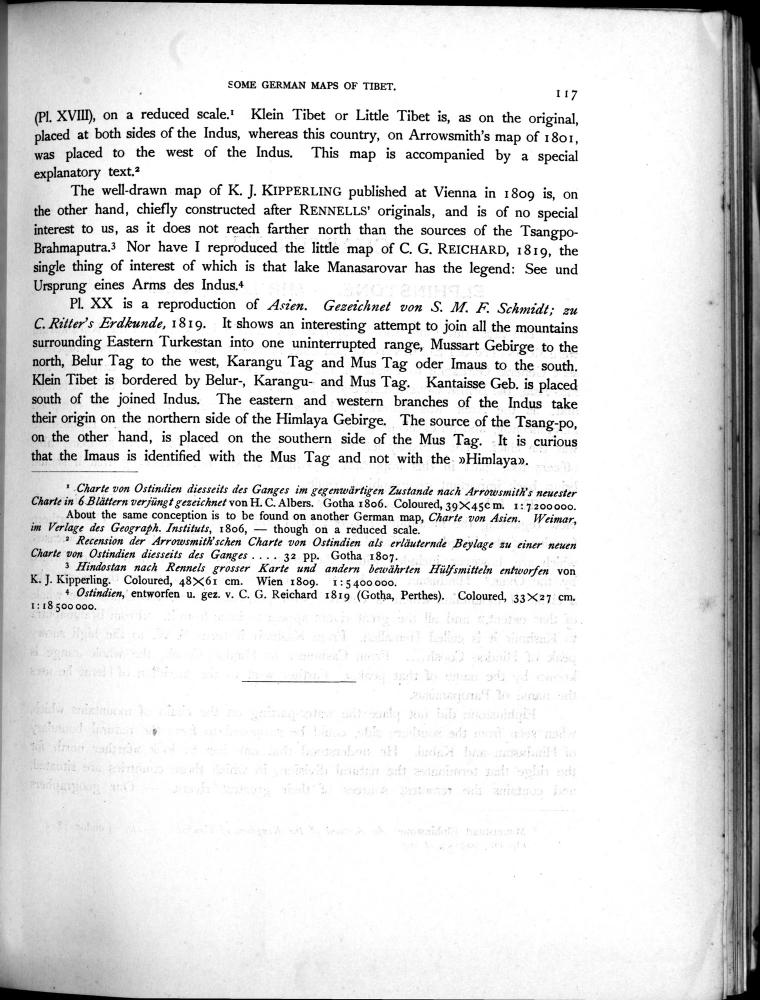 SOME GERMAN MAPS OF TIBET.
117
(Pl. XVIII), on a reduced scale.¹ Klein Tibet or Little Tibet is, as on the original,
placed at both sides of the Indus, whereas this country, on Arrowsmith's map of 1801,
was placed to the west of the Indus. This map is accompanied by a special
explanatory text.²
The well-drawn map of K. J. KIPPERLING published at Vienna in 1809 is, on
the other hand, chiefly constructed after RENNELLS' originals, and is of no special
interest to us, as it does not reach farther north than the sources of the Tsangpo-
Brahmaputra.³ Nor have I reproduced the little map of C. G. REICHARD, 1819, the
single thing of interest of which is that lake Manasarovar has the legend: See und
Ursprung eines Arms des Indus.⁴
Pl. XX is a reproduction of Asien. Gezeichnet von S. M. F. Schmidt; zu
C. Ritter's Erdkunde, 1819. It shows an interesting attempt to join all the mountains
surrounding Eastern Turkestan into one uninterrupted range, Mussart Gebirge to the
north, Belur Tag to the west, Karangu Tag and Mus Tag oder Imaus to the south.
Klein Tibet is bordered by Belur-, Karangu- and Mus Tag. Kantaisse Geb. is placed
south of the joined Indus. The eastern and western branches of the Indus take
their origin on the northern side of the Himlaya Gebirge. The source of the Tsang-po,
on the other hand, is placed on the southern side of the Mus Tag. It is curious
that the Imaus is identified with the Mus Tag and not with the »Himlaya».
¹ Charte von Ostindien diesseits des Ganges im gegenwärtigen Zustande nach Arrowsmith's neuester
Charte in 6 Blättern verjüngt gezeichnet von H. C. Albers. Gotha 1806. Coloured, 39×45cm. 1:7200000.
About the same conception is to be found on another German map, Charte von Asien. Weimar,
im Verlage des Geograph. Instituts, 1806, — though on a reduced scale.
² Recension der Arrowsmith'schen Charte von Ostindien als erläuternde Beylage zu einer neuen
Charte von Ostindien diesseits des Ganges .... 32 pp. Gotha 1807.
³ Hindostan nach Rennels grosser Karte und andern bewährten Hülfsmitteln entworfen von
K. J. Kipperling. Coloured, 48×61 cm. Wien 1809. 1:5400000.
⁴ Ostindien, entworfen u. gez. v. C. G. Reichard 1819 (Gotha, Perthes). Coloured, 33×27 cm.
1:18 500 000.